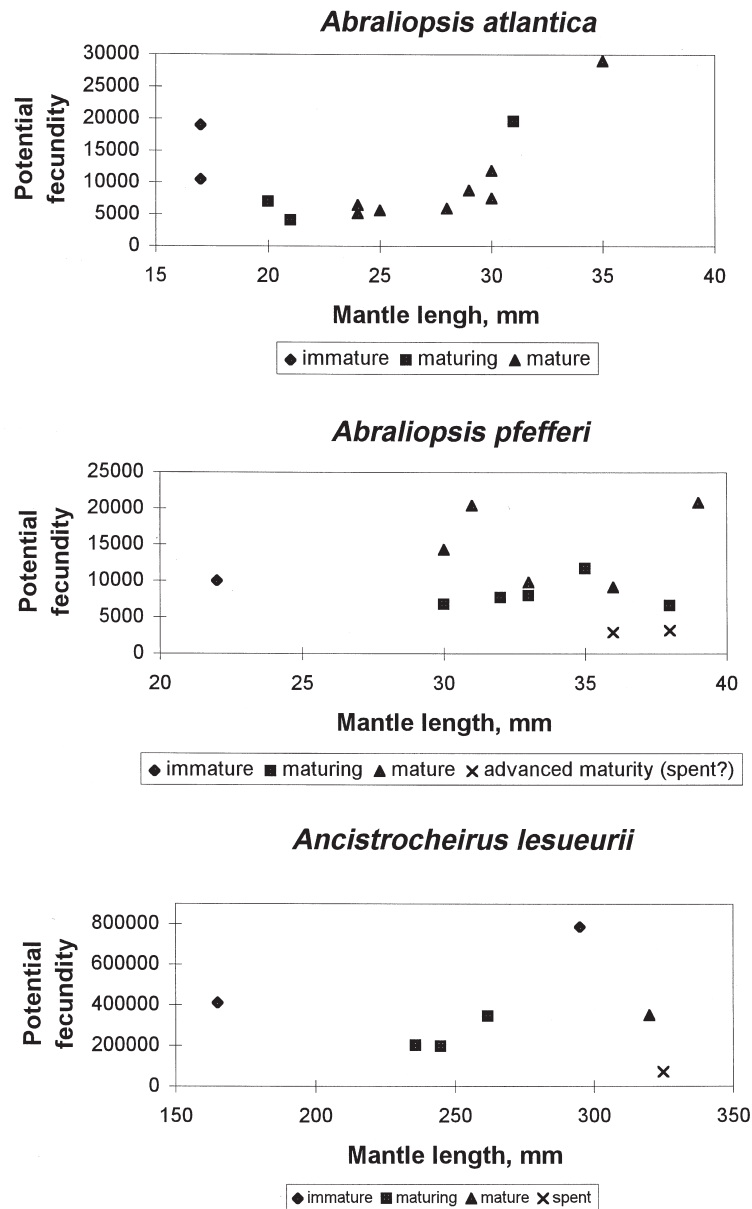 Abraliopsis atlantica
Potential
fecundity
30000
25000
20000
15000
10000
5000
0
15 20 25 30 35 40
Mantle lengh, mm
immature maturing mature
Abraliopsis pfefferi
Potential
fecundity
25000
20000
15000
10000
5000
0
20 25 30 35 40
Mantle length, mm
immature maturing mature advanced maturity (spent?)
Ancistrocheirus lesueurii
Potential
fecundity
800000
600000
400000
200000
0
150 200 250 300 350
Mantle length, mm
immature maturing mature spent